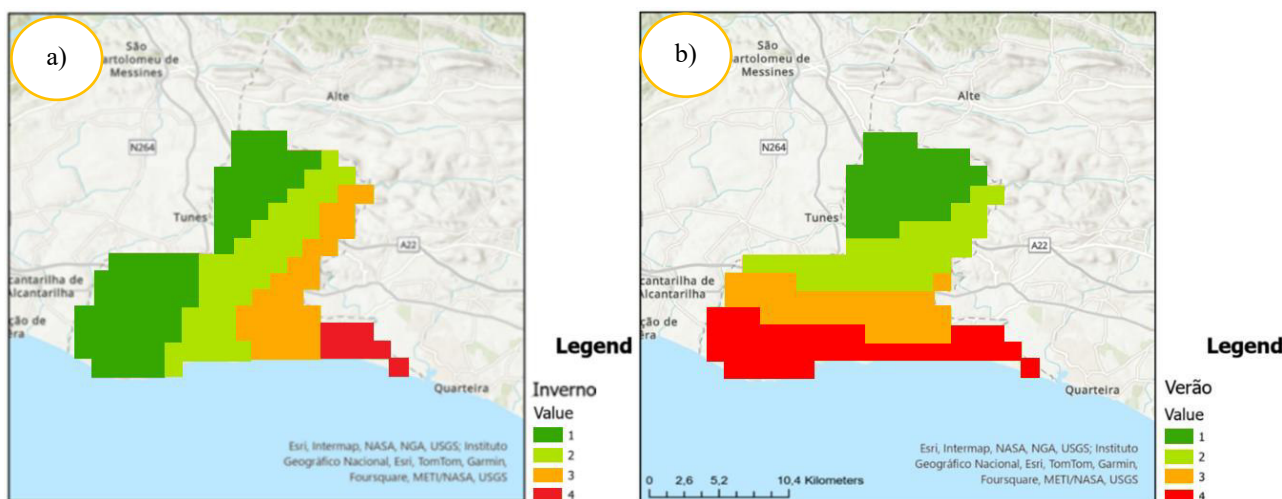 a)
São
artolomeu de
Messines
Alte
N264
Tunes
A22
cantarilha de
Alcantarilha
ção de
êra
Quarteira
Esri, Intermap, NASA, NGA, USGS; Instituto
Geográfico Nacional, Esri, TomTom, Garmin,
Foursquare, METI/NASA, USGS
Legend
Inverno
Value
1
2
3
4
b)
São
artolomeu de
Messines
Alte
N264
Tunes
A22
cantarilha de
Alcantarilha
ção de
êra
Quarteira
Esri, Intermap, NASA, NGA, USGS; Instituto
Geográfico Nacional, Esri, TomTom, Garmin,
Foursquare, METI/NASA, USGS
0 2,6 5,2 10,4 Kilometers
Legend
Verão
Value
1
2
3
4